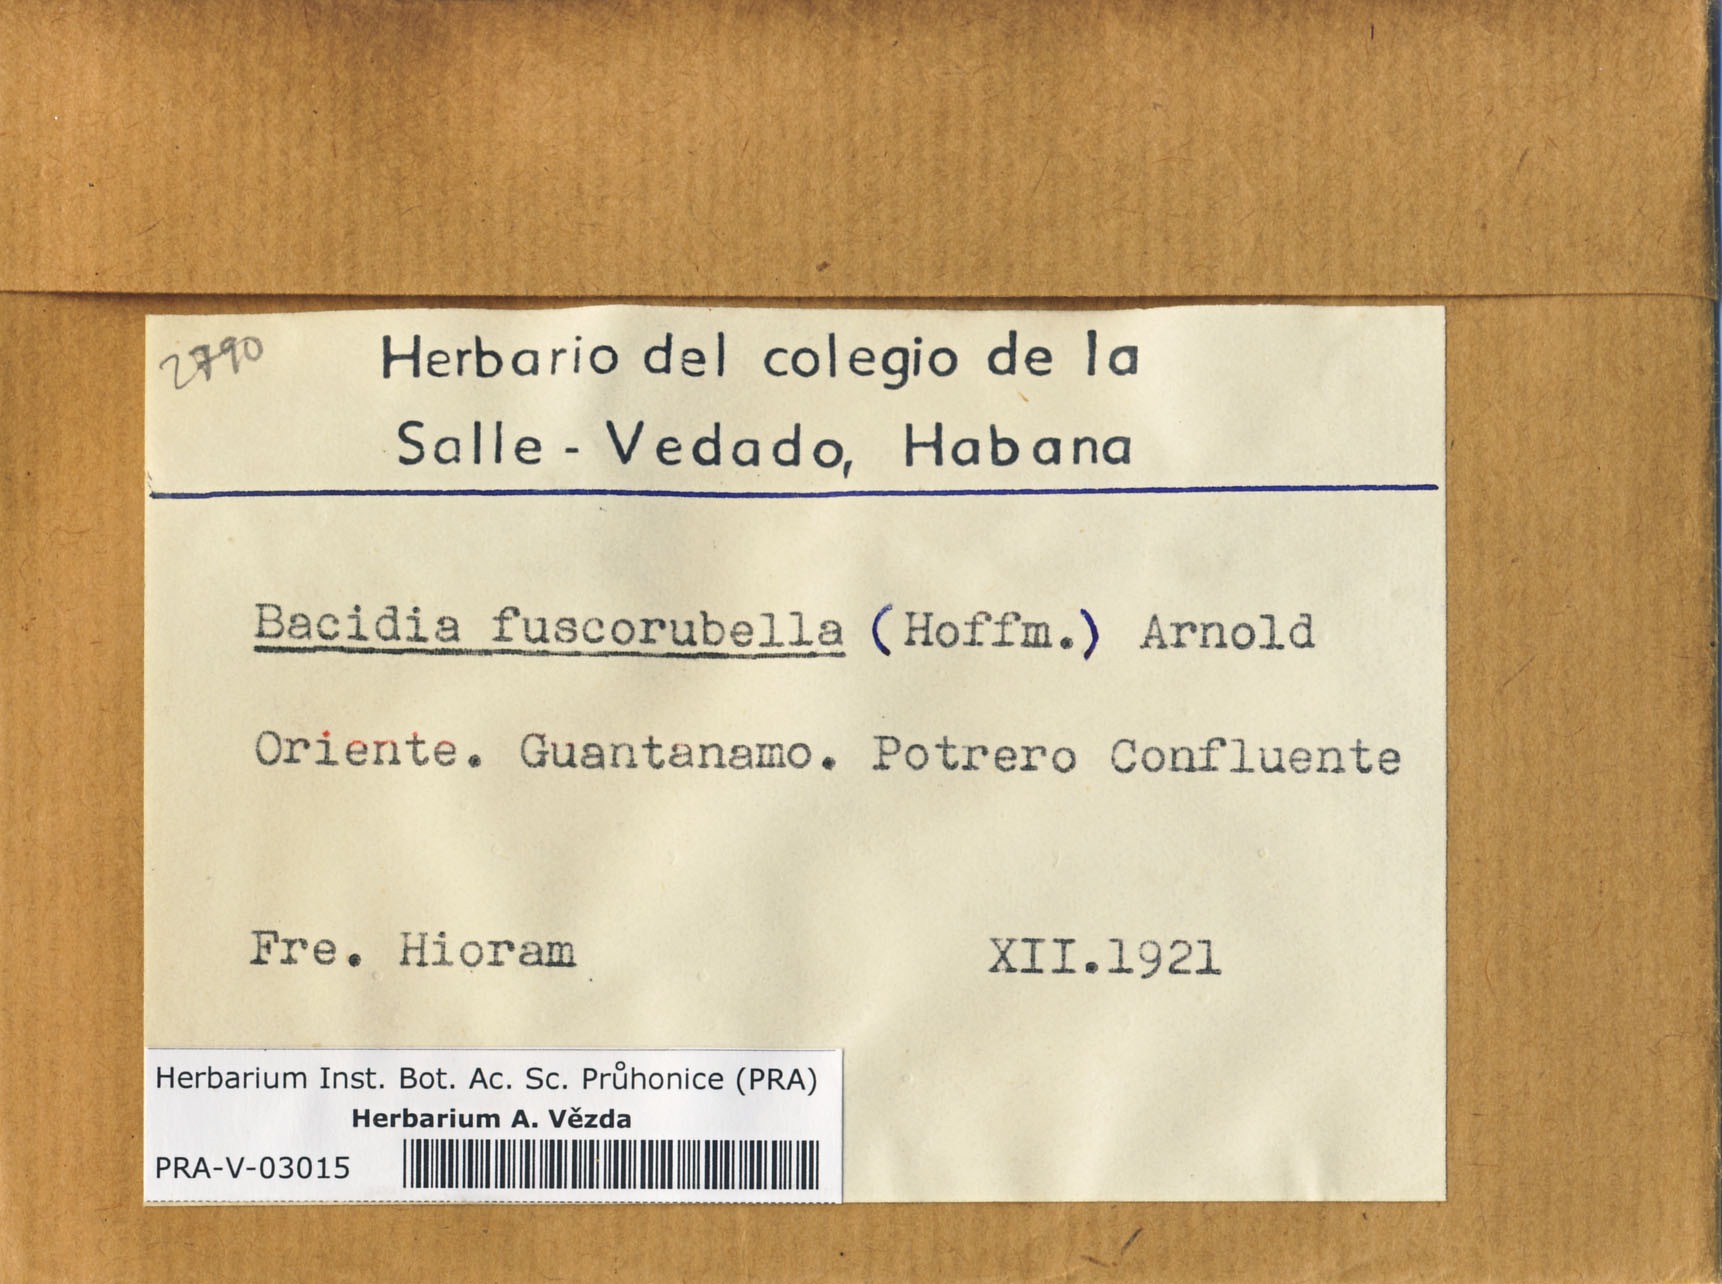 2790
Herbario del colegio de la
Salle - Vedado, Habana
Bacidia fuscorubella (Hoffm.) Arnold
Oriente. Guantanamo. Potrero Confluente
Fre. Hioram XII.1921
Herbarium Inst. Bot. Ac. Sc. Průhonice (PRA)
Herbarium A. Vězda
PRA-V-03015